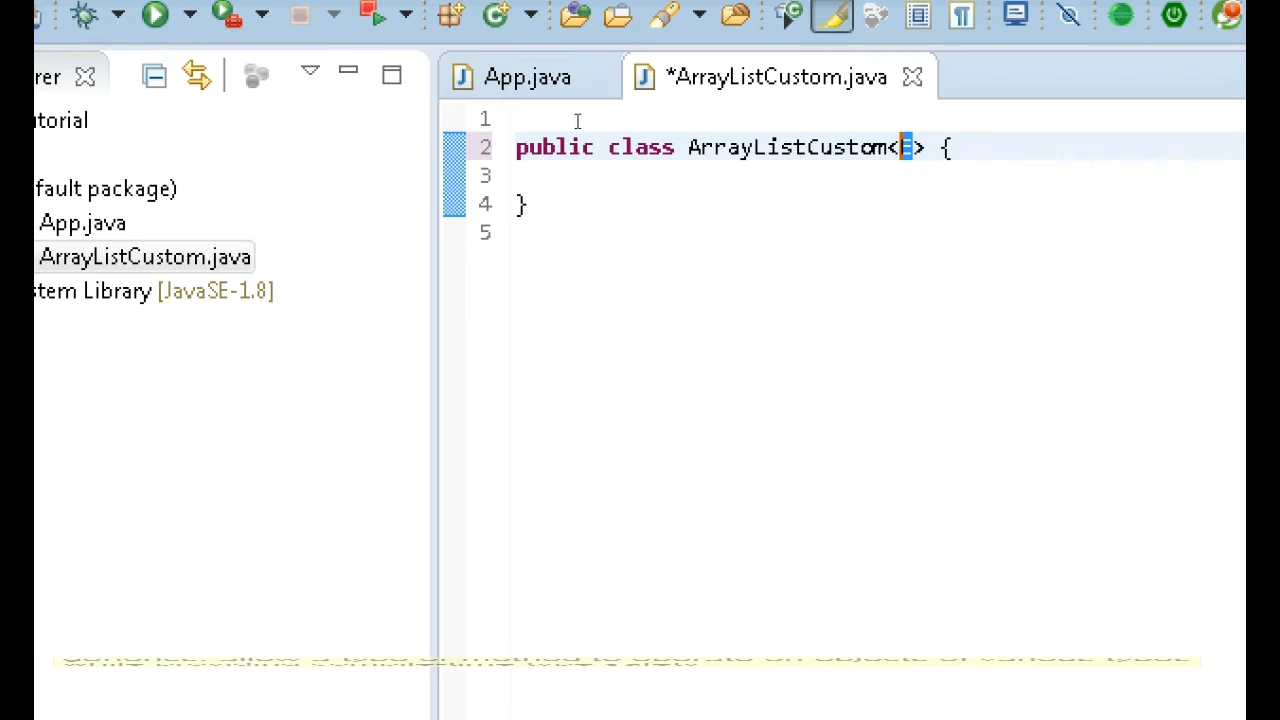 rer
App.java
*ArrayListCustom.java
torial
fault package)
App.java
ArrayListCustom.java
stem Library [JavaSE-1.8]
1
2 public class ArrayListCustom<E> {
3
4 }
5